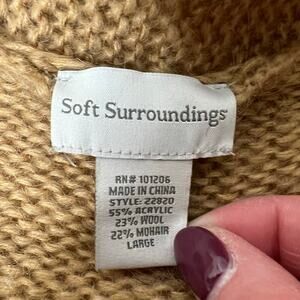 Soft Surroundings
RN# 101206
MADE IN CHINA
STYLE: 22820
55% ACRYLIC
23% WOOL
22% MOHAIR
LARGE